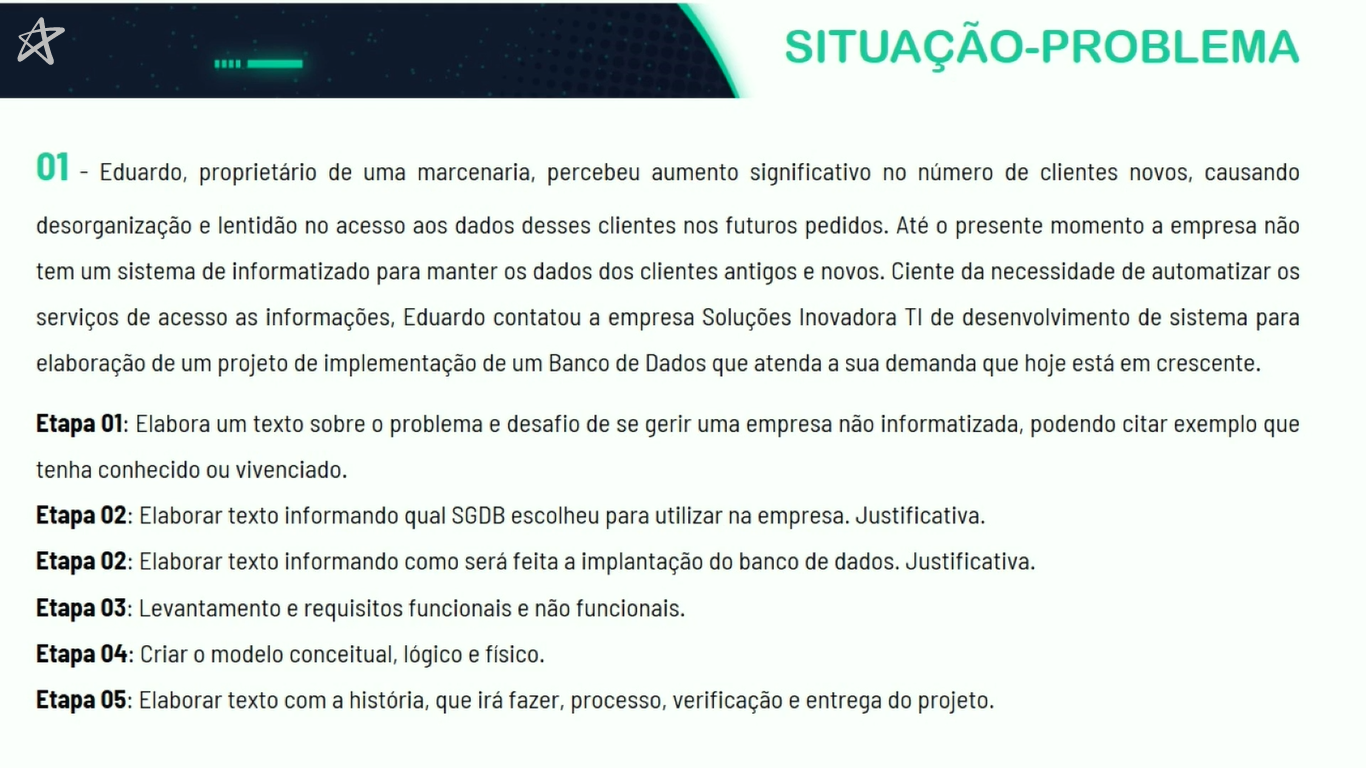 SITUAÇÃO-PROBLEMA
01 - Eduardo, proprietário de uma marcenaria, percebeu aumento significativo no número de clientes novos, causando
desorganização e lentidão no acesso aos dados desses clientes nos futuros pedidos. Até o presente momento a empresa não
tem um sistema de informatizado para manter os dados dos clientes antigos e novos. Ciente da necessidade de automatizar os
serviços de acesso as informações, Eduardo contatou a empresa Soluções Inovadora TI de desenvolvimento de sistema para
elaboração de um projeto de implementação de um Banco de Dados que atenda a sua demanda que hoje está em crescente.
Etapa 01: Elabora um texto sobre o problema e desafio de se gerir uma empresa não informatizada, podendo citar exemplo que
tenha conhecido ou vivenciado.
Etapa 02: Elaborar texto informando qual SGDB escolheu para utilizar na empresa. Justificativa.
Etapa 02: Elaborar texto informando como será feita a implantação do banco de dados. Justificativa.
Etapa 03: Levantamento e requisitos funcionais e não funcionais.
Etapa 04: Criar o modelo conceitual, lógico e físico.
Etapa 05: Elaborar texto com a história, que irá fazer, processo, verificação e entrega do projeto.